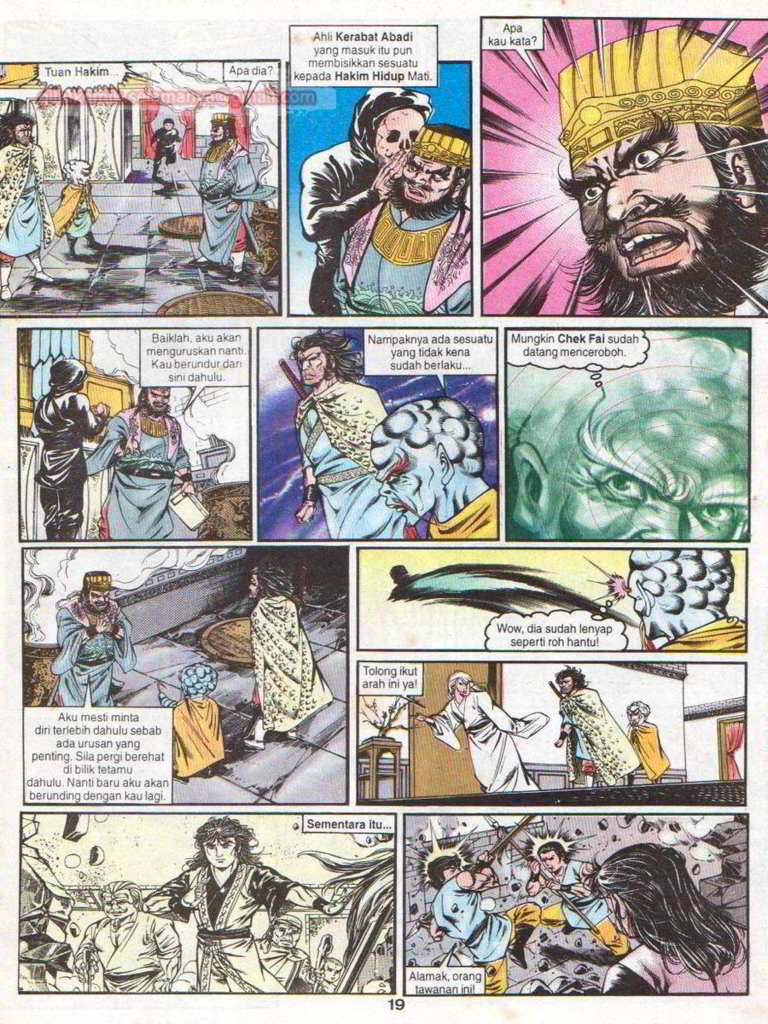 Tuan Hakim...
Apa dia?
Ahli Kerabat Abadi
yang masuk itu pun
membisikkan sesuatu
kepada Hakim Hidup Mati.
Apa
kau kata?
Baiklah, aku akan
menguruskan nanti.
Kau berundur dari
sini dahulu.
Nampaknya ada sesuatu
yang tidak kena
sudah berlaku...
Mungkin Chek Fai sudah
datang menceroboh.
Aku mesti minta
diri terlebih dahulu sebab
ada urusan yang
penting. Sila pergi berehat
di bilik tetamu
dahulu. Nanti baru aku akan
berunding dengan kau lagi.
Wow, dia sudah lenyap
seperti roh hantu!
Tolong ikut
arah ini ya!
Sementara itu...
Alamak, orang
tawanan ini!
19